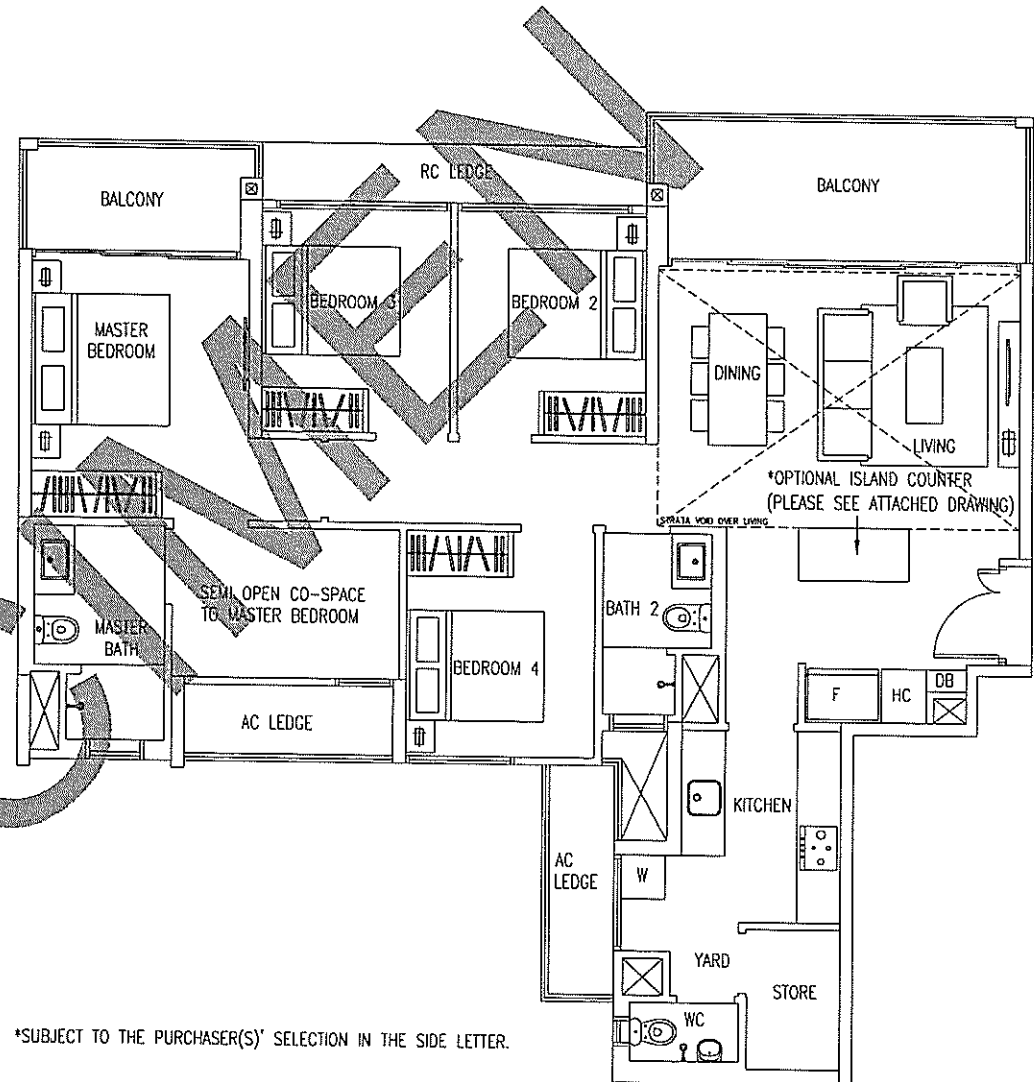 RC LEDGE
BALCONY
BALCONY
MASTER
BEDROOM
BEDROOM 3
BEDROOM 2
DINING
LIVING
*OPTIONAL ISLAND COUNTER
(PLEASE SEE ATTACHED DRAWING)
STRATA VOID OVER LIVING
SEMI OPEN CO-SPACE
TO MASTER BEDROOM
MASTER
BATH
BATH 2
BEDROOM 4
AC LEDGE
F
HC
DB
KITCHEN
AC
LEDGE
W
YARD
STORE
WC
*SUBJECT TO THE PURCHASER(S)' SELECTION IN THE SIDE LETTER.